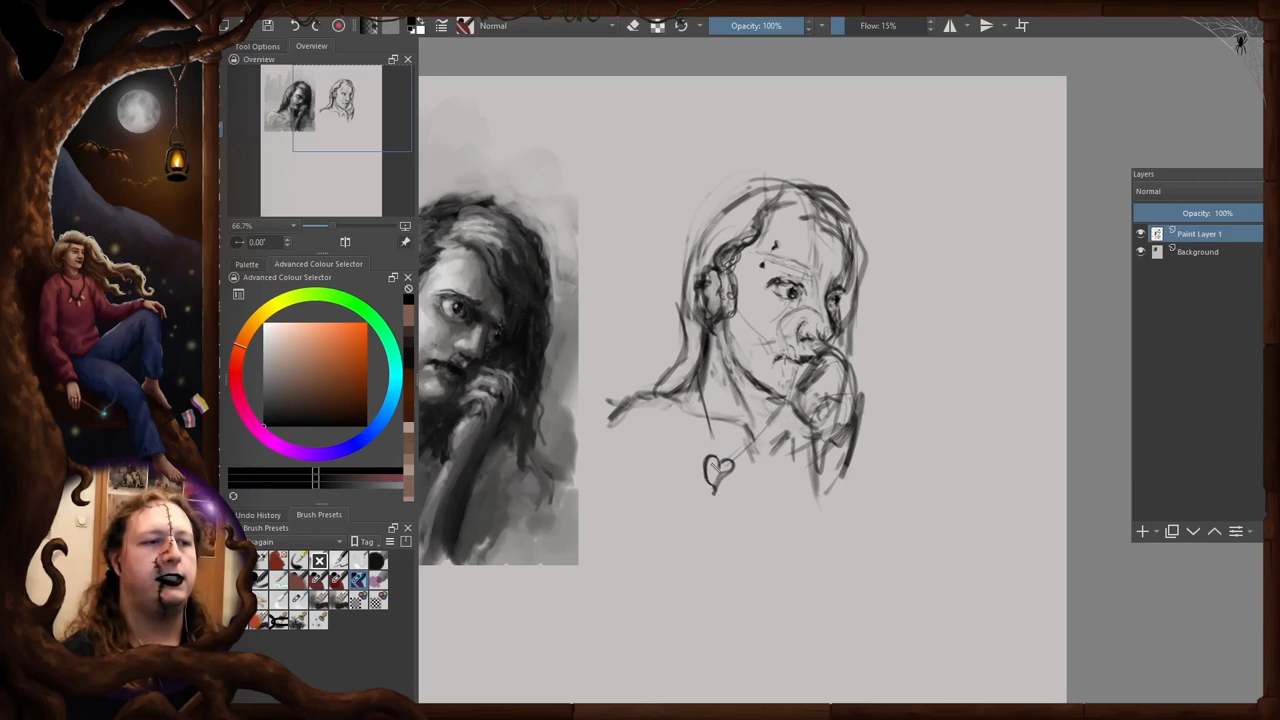 Normal
Opacity: 100%
Flow: 15%
Tool Options
Overview
Overview
66.7%
0.00°
Palette
Advanced Colour Selector
Advanced Colour Selector
Undo History
Brush Presets
Brush Presets
Tag
Layers
Normal
Opacity: 100%
Paint Layer 1
Background